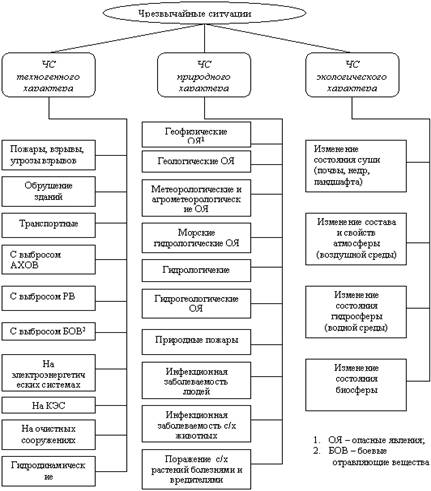 Чрезвычайные ситуации
ЧС
техногенного
характера
ЧС
природного
характера
ЧС
экологического
характера
Пожары, взрывы,
угрозы взрывов
Обрушение
зданий
Транспортные
С выбросом
АХОВ
С выбросом РВ
С выбросом БОВ²
На
электроэнергети
ческих системах
На КЭС
На очистных
сооружениях
Гидродинамичес
кие
Геофизические
ОЯ¹
Геологические ОЯ
Метеорологические и
агрометеорологическ
ие ОЯ
Морские
гидрологические ОЯ
Гидрологические
Гидрогеологические
ОЯ
Природные пожары
Инфекционная
заболеваемость
людей
Инфекционная
заболеваемость с/х
животных
Поражение с/х
растений болезнями и
вредителями
Изменение
состояния суши
(почвы, недр,
ландшафта)
Изменение состава
и свойств
атмосферы
(воздушной среды)
Изменение
состояния
гидросферы
(водной среды)
Изменение
состояния
биосферы
1. ОЯ – опасные явления;
2. БОВ – боевые
отравляющие вещества